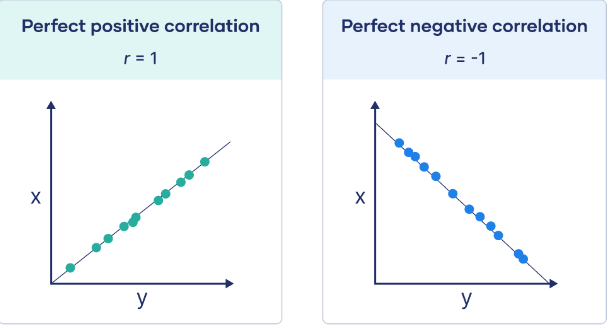 Perfect positive correlation
r = 1
x
y
Perfect negative correlation
r = -1
x
y